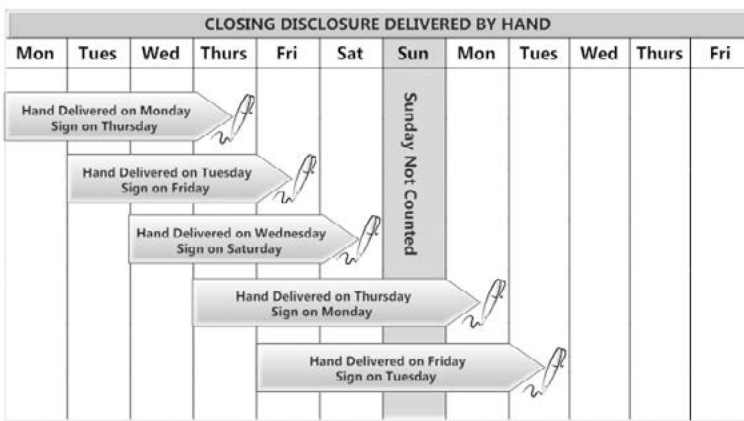 CLOSING DISCLOSURE DELIVERED BY HAND
Mon Tues Wed Thurs Fri Sat Sun Mon Tues Wed Thurs Fri
Hand Delivered on Monday
Sign on Thursday
Hand Delivered on Tuesday
Sign on Friday
Hand Delivered on Wednesday
Sign on Saturday
Sunday Not Counted
Hand Delivered on Thursday
Sign on Monday
Hand Delivered on Friday
Sign on Tuesday